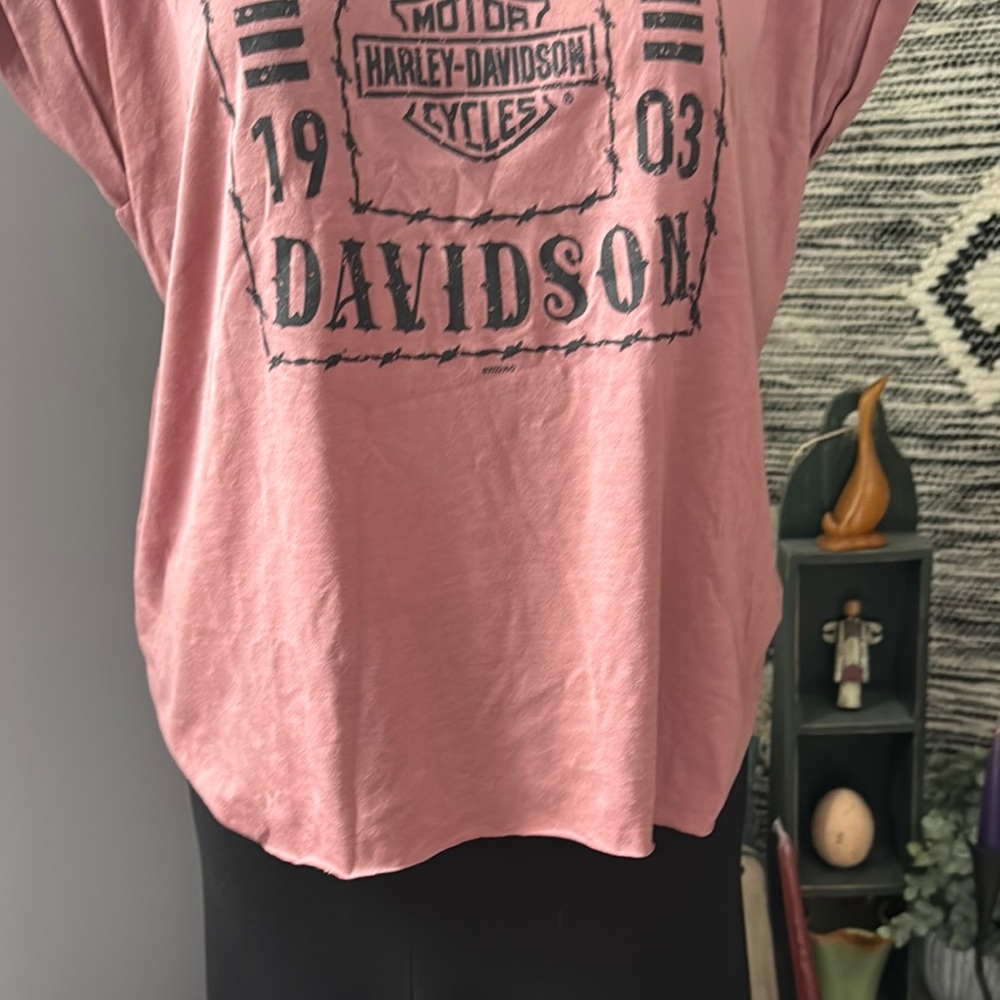 MOTOR
HARLEY-DAVIDSON
CYCLES®
19 03
DAVIDSON